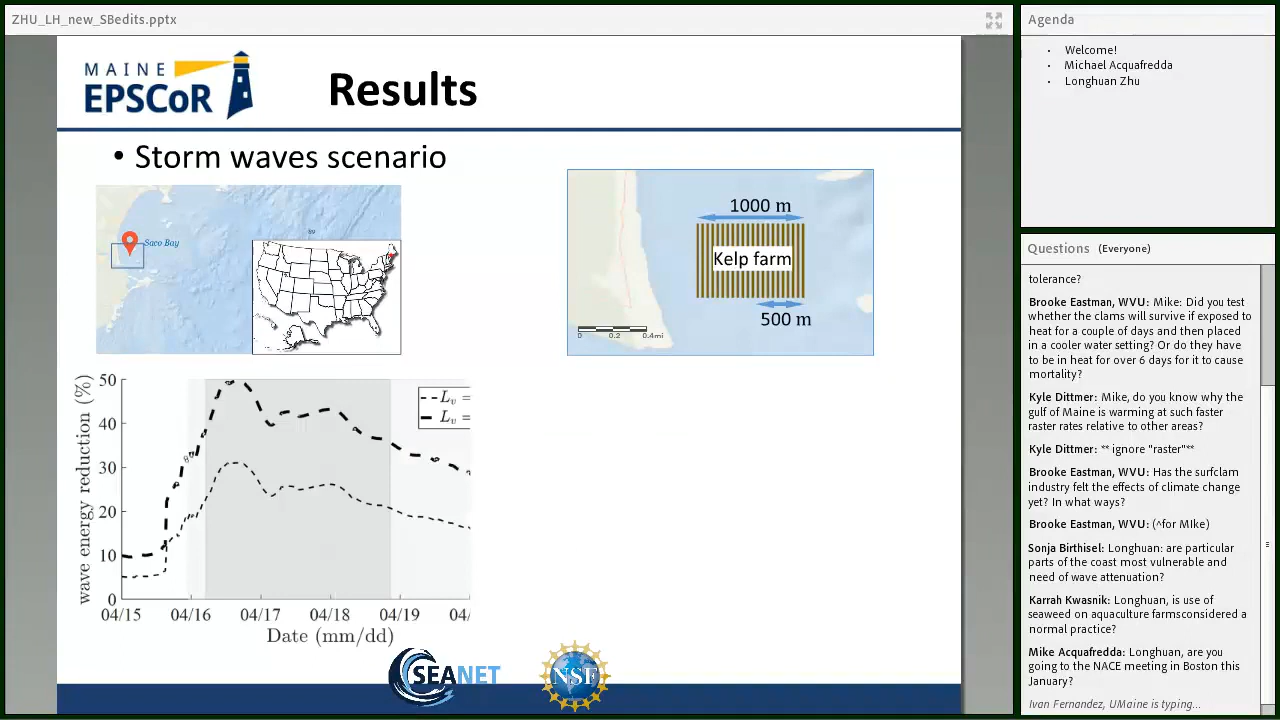 ZHU_LH_new_SBedits.pptx
MAINE
EPSCoR
Results
• Storm waves scenario
Saco Bay
1000 m
Kelp farm
500 m
0 0.2 0.4mi
wave energy reduction (%)
50
40
30
20
10
0
L_v =
L_v =
04/15 04/16 04/17 04/18 04/19 04/
Date (mm/dd)
SEANET
NSF
Agenda
• Welcome!
• Michael Acquafredda
• Longhuan Zhu
Questions (Everyone)
tolerance?
Brooke Eastman, WVU: Mike: Did you test
whether the clams will survive if exposed to
heat for a couple of days and then placed
in a cooler water setting? Or do they have
to be in heat for over 6 days for it to cause
mortality?
Kyle Dittmer: Mike, do you know why the
gulf of Maine is warming at such faster
raster rates relative to other areas?
Kyle Dittmer: ** ignore "raster"**
Brooke Eastman, WVU: Has the surfclam
industry felt the effects of climate change
yet? In what ways?
Brooke Eastman, WVU: (^for MIke)
Sonja Birthisel: Longhuan: are particular
parts of the coast most vulnerable and
need of wave attenuation?
Karrah Kwasnik: Longhuan, is use of
seaweed on aquaculture farmsconsidered a
normal practice?
Mike Acquafredda: Longhuan, are you
going to the NACE meeting in Boston this
January?
Ivan Fernandez, UMaine is typing...